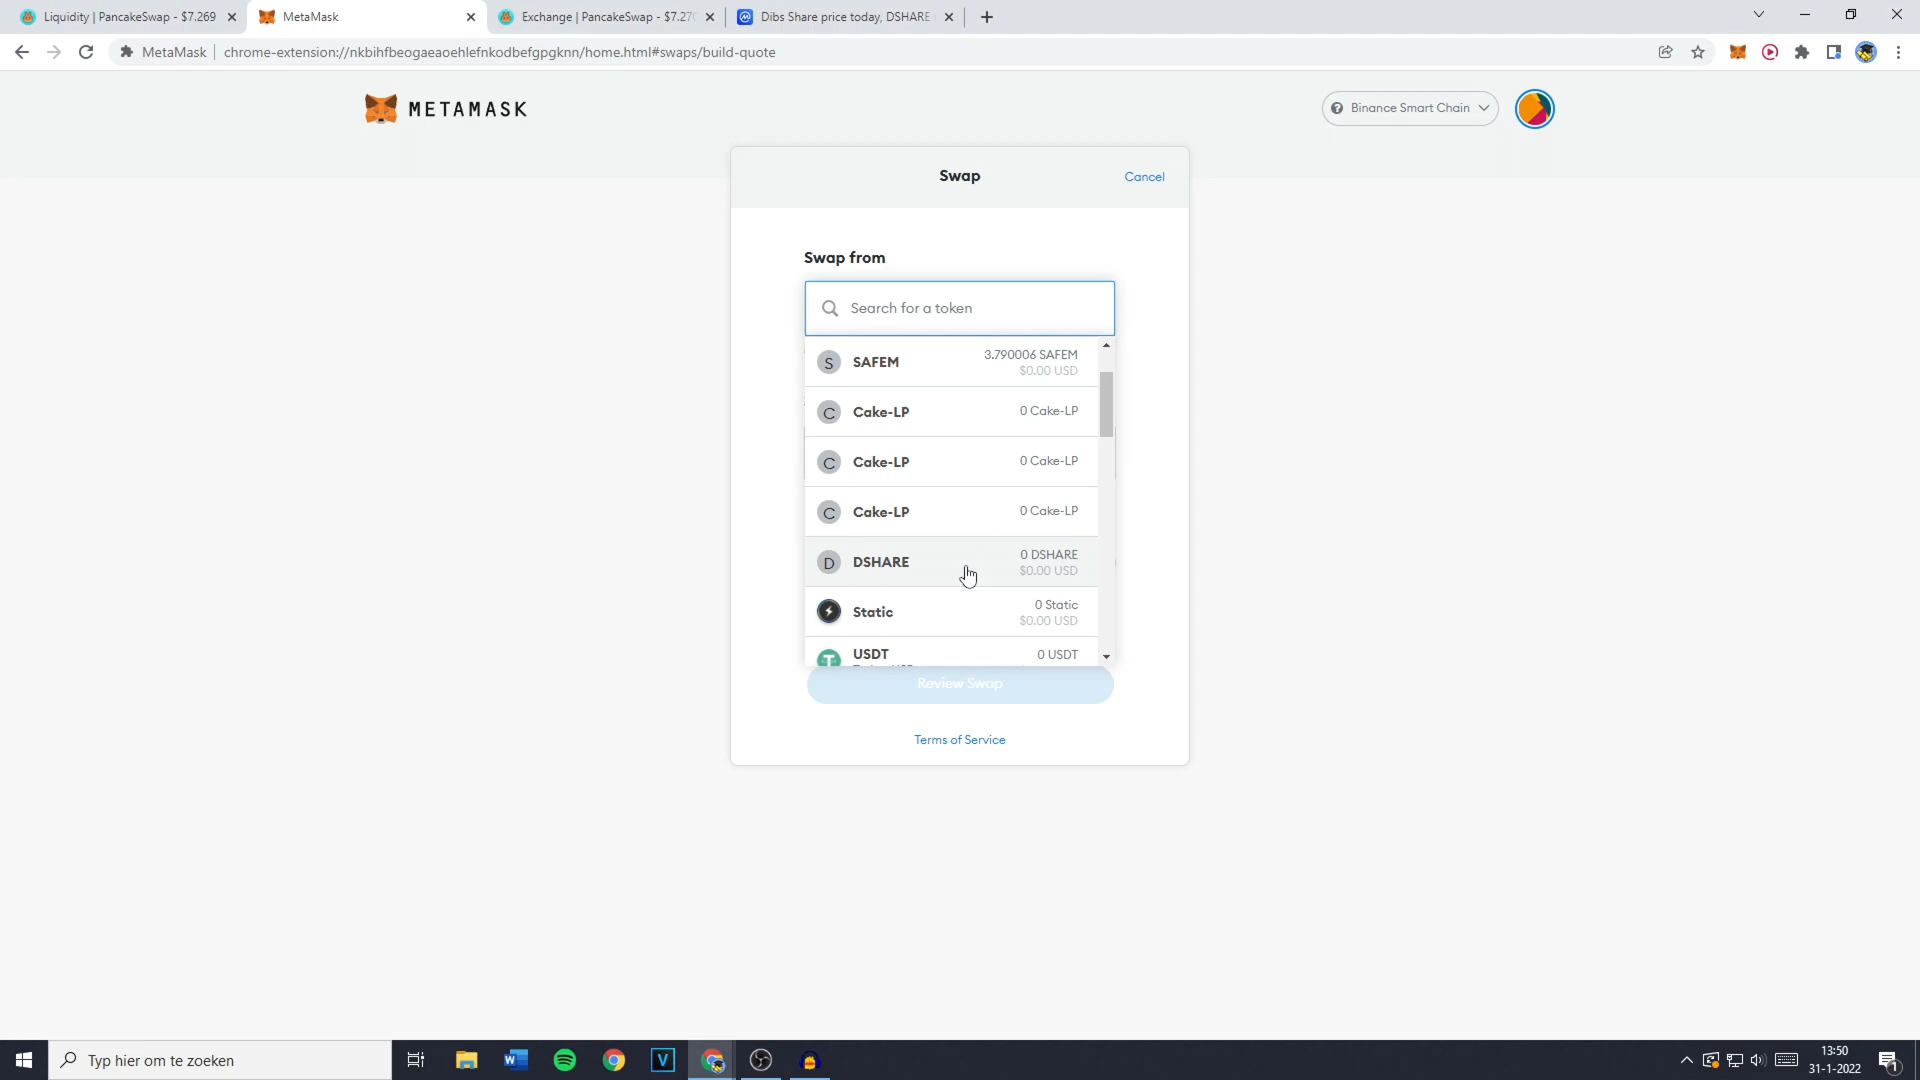 Liquidity | PancakeSwap - $7.269
MetaMask
Exchange | PancakeSwap - $7.270
Dibs Share price today, DSHARE
MetaMask
chrome-extension://nkbihfbeogaeaoehlefnkodbefgpgknn/home.html#swaps/build-quote
METAMASK
Binance Smart Chain
Swap
Cancel
Swap from
Search for a token
S
SAFEM
3.790006 SAFEM
$0.00 USD
C
Cake-LP
0 Cake-LP
C
Cake-LP
0 Cake-LP
C
Cake-LP
0 Cake-LP
D
DSHARE
0 DSHARE
$0.00 USD
Static
0 Static
$0.00 USD
USDT
0 USDT
Review Swap
Terms of Service
Typ hier om te zoeken
13:50
31-1-2022